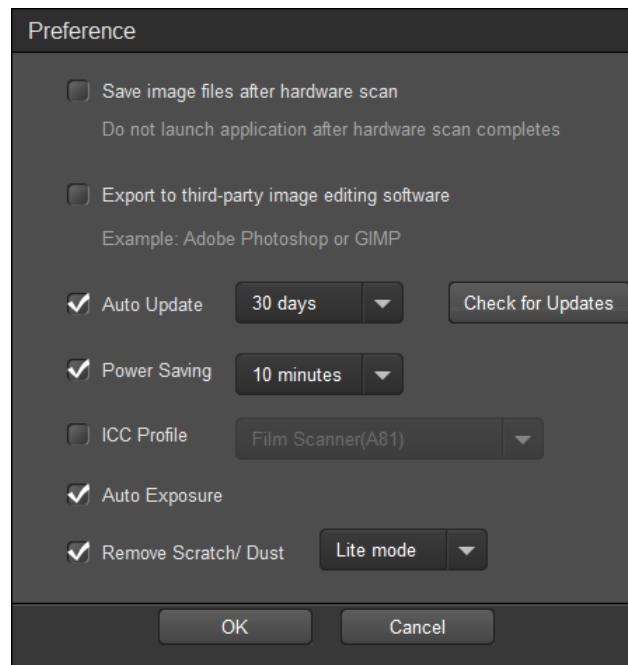 Preference
Save image files after hardware scan
Do not launch application after hardware scan completes
Export to third-party image editing software
Example: Adobe Photoshop or GIMP
Auto Update 30 days Check for Updates
Power Saving 10 minutes
ICC Profile Film Scanner(A81)
Auto Exposure
Remove Scratch/ Dust Lite mode
OK Cancel